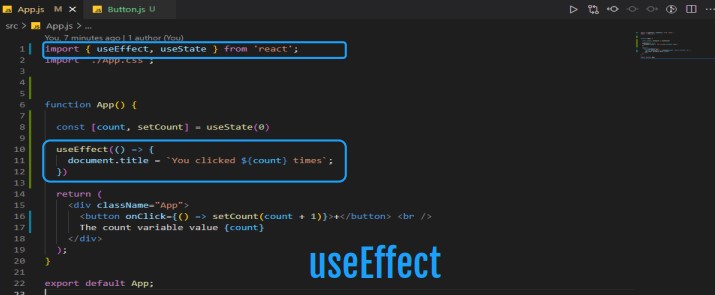 App.js M × Button.js U
src > App.js > ...
You, 7 minutes ago | 1 author (You)
1 import { useEffect, useState } from 'react';
2 import './App.css';
3
4
5
6 function App() {
7
8 const [count, setCount] = useState(0)
9
10 useEffect(() => {
11 document.title = `You clicked ${count} times`;
12 })
13
14 return (
15 <div className="App">
16 <button onClick={() => setCount(count + 1)}>+</button> <br />
17 The count variable value {count}
18 </div>
19 );
20 }
21
22 export default App;
23
useEffect